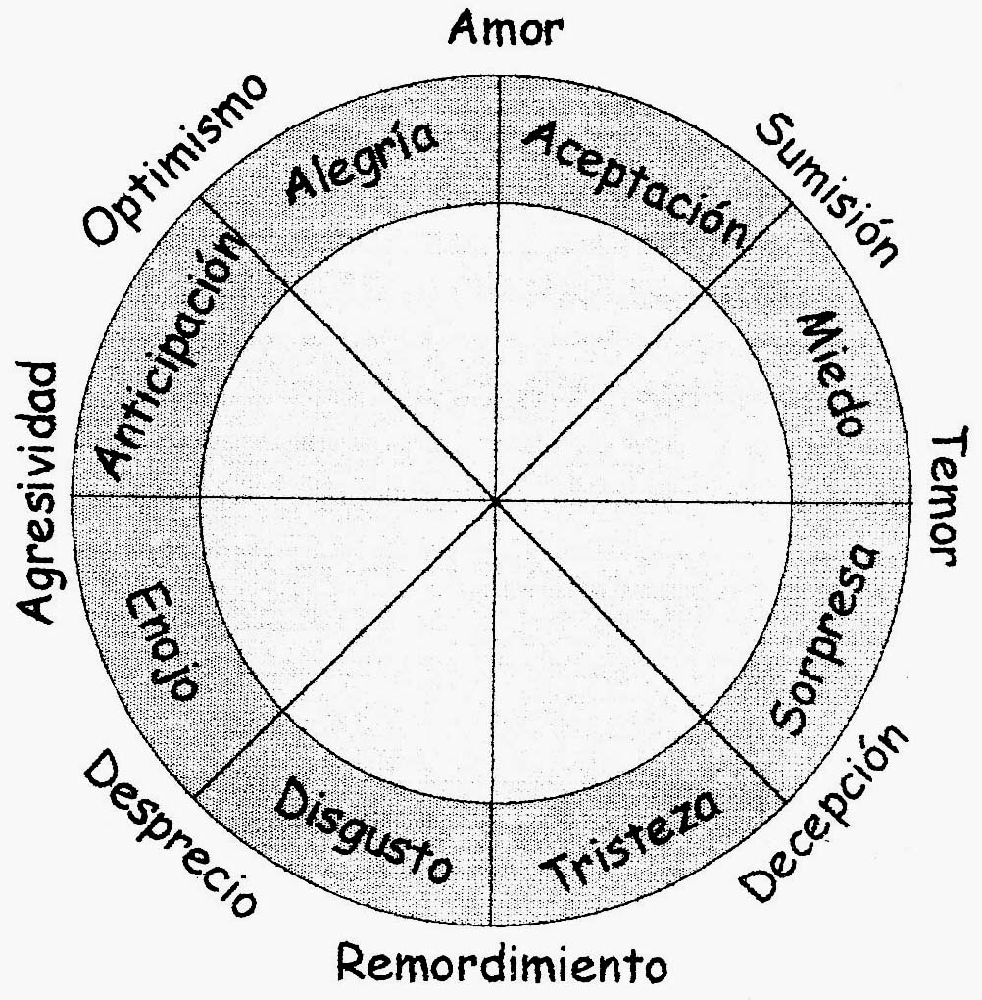 Amor
Optimismo
Sumisión
Alegría
Aceptación
Anticipación
Miedo
Agresividad
Temor
Enojo
Sorpresa
Desprecio
Disgusto
Tristeza
Decepción
Remordimiento